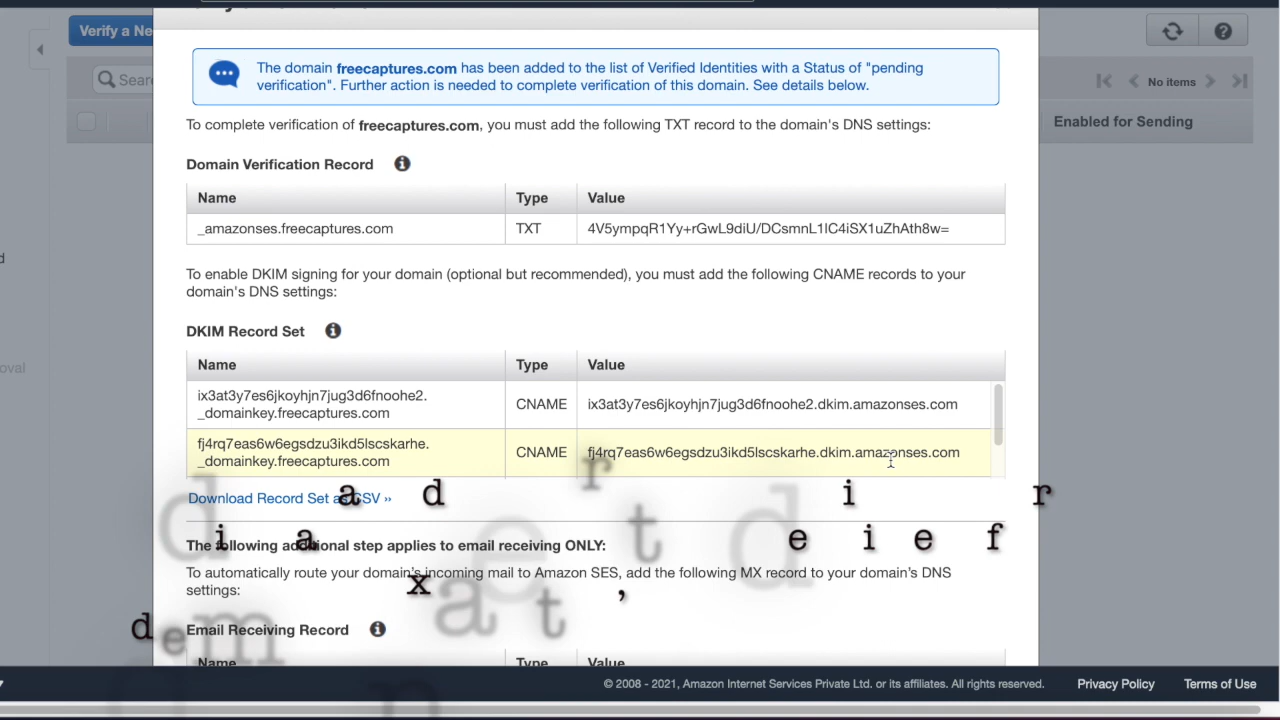 Verify a Ne
Sear
No items
Enabled for Sending
The domain freecaptures.com has been added to the list of Verified Identities with a Status of "pending
verification". Further action is needed to complete verification of this domain. See details below.
To complete verification of freecaptures.com, you must add the following TXT record to the domain's DNS settings:
Domain Verification Record
Name Type Value
_amazonses.freecaptures.com TXT 4V5ympqR1Yy+rGwL9diU/DCsmnL1lC4iSX1uZhAth8w=
To enable DKIM signing for your domain (optional but recommended), you must add the following CNAME records to your
domain's DNS settings:
DKIM Record Set
Name Type Value
ix3at3y7es6jkoyhjn7jug3d6fnoohe2.
_domainkey.freecaptures.com
CNAME ix3at3y7es6jkoyhjn7jug3d6fnoohe2.dkim.amazonses.com
fj4rq7eas6w6egsdzu3ikd5lscskarhe.
_domainkey.freecaptures.com
CNAME fj4rq7eas6w6egsdzu3ikd5lscskarhe.dkim.amazonses.com
Download Record Set as CSV ››
The following additional step applies to email receiving ONLY:
To automatically route your domain's incoming mail to Amazon SES, add the following MX record to your domain's DNS
settings:
Email Receiving Record
Name Type Value
© 2008 - 2021, Amazon Internet Services Private Ltd. or its affiliates. All rights reserved. Privacy Policy Terms of Use